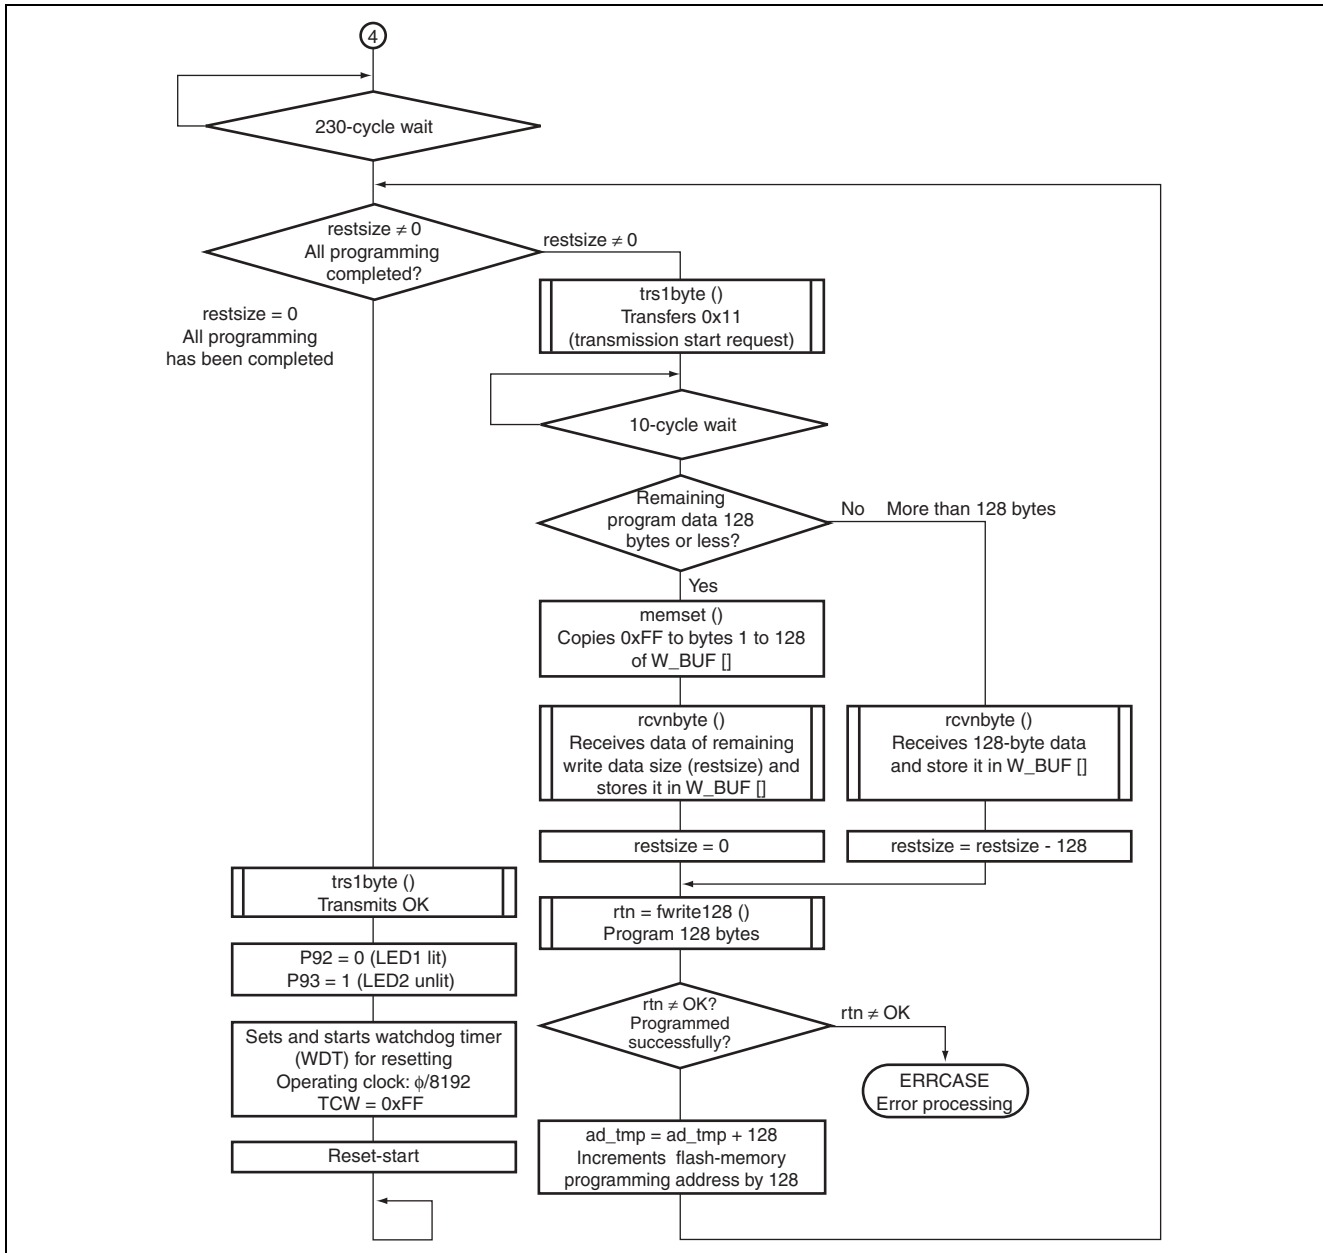 4
230-cycle wait
restsize ≠ 0
All programming
completed?
restsize ≠ 0
restsize = 0
All programming
has been completed
trs1byte ()
Transfers 0x11
(transmission start request)
10-cycle wait
Remaining
program data 128
bytes or less?
No More than 128 bytes
Yes
memset ()
Copies 0xFF to bytes 1 to 128
of W_BUF []
rcvnbyte ()
Receives data of remaining
write data size (restsize) and
stores it in W_BUF []
rcvnbyte ()
Receives 128-byte data
and store it in W_BUF []
restsize = 0
restsize = restsize - 128
trs1byte ()
Transmits OK
rtn = fwrite128 ()
Program 128 bytes
P92 = 0 (LED1 lit)
P93 = 1 (LED2 unlit)
rtn ≠ OK?
Programmed
successfully?
rtn ≠ OK
Sets and starts watchdog timer
(WDT) for resetting
Operating clock: ϕ/8192
TCW = 0xFF
ERRCASE
Error processing
Reset-start
ad_tmp = ad_tmp + 128
Increments flash-memory
programming address by 128